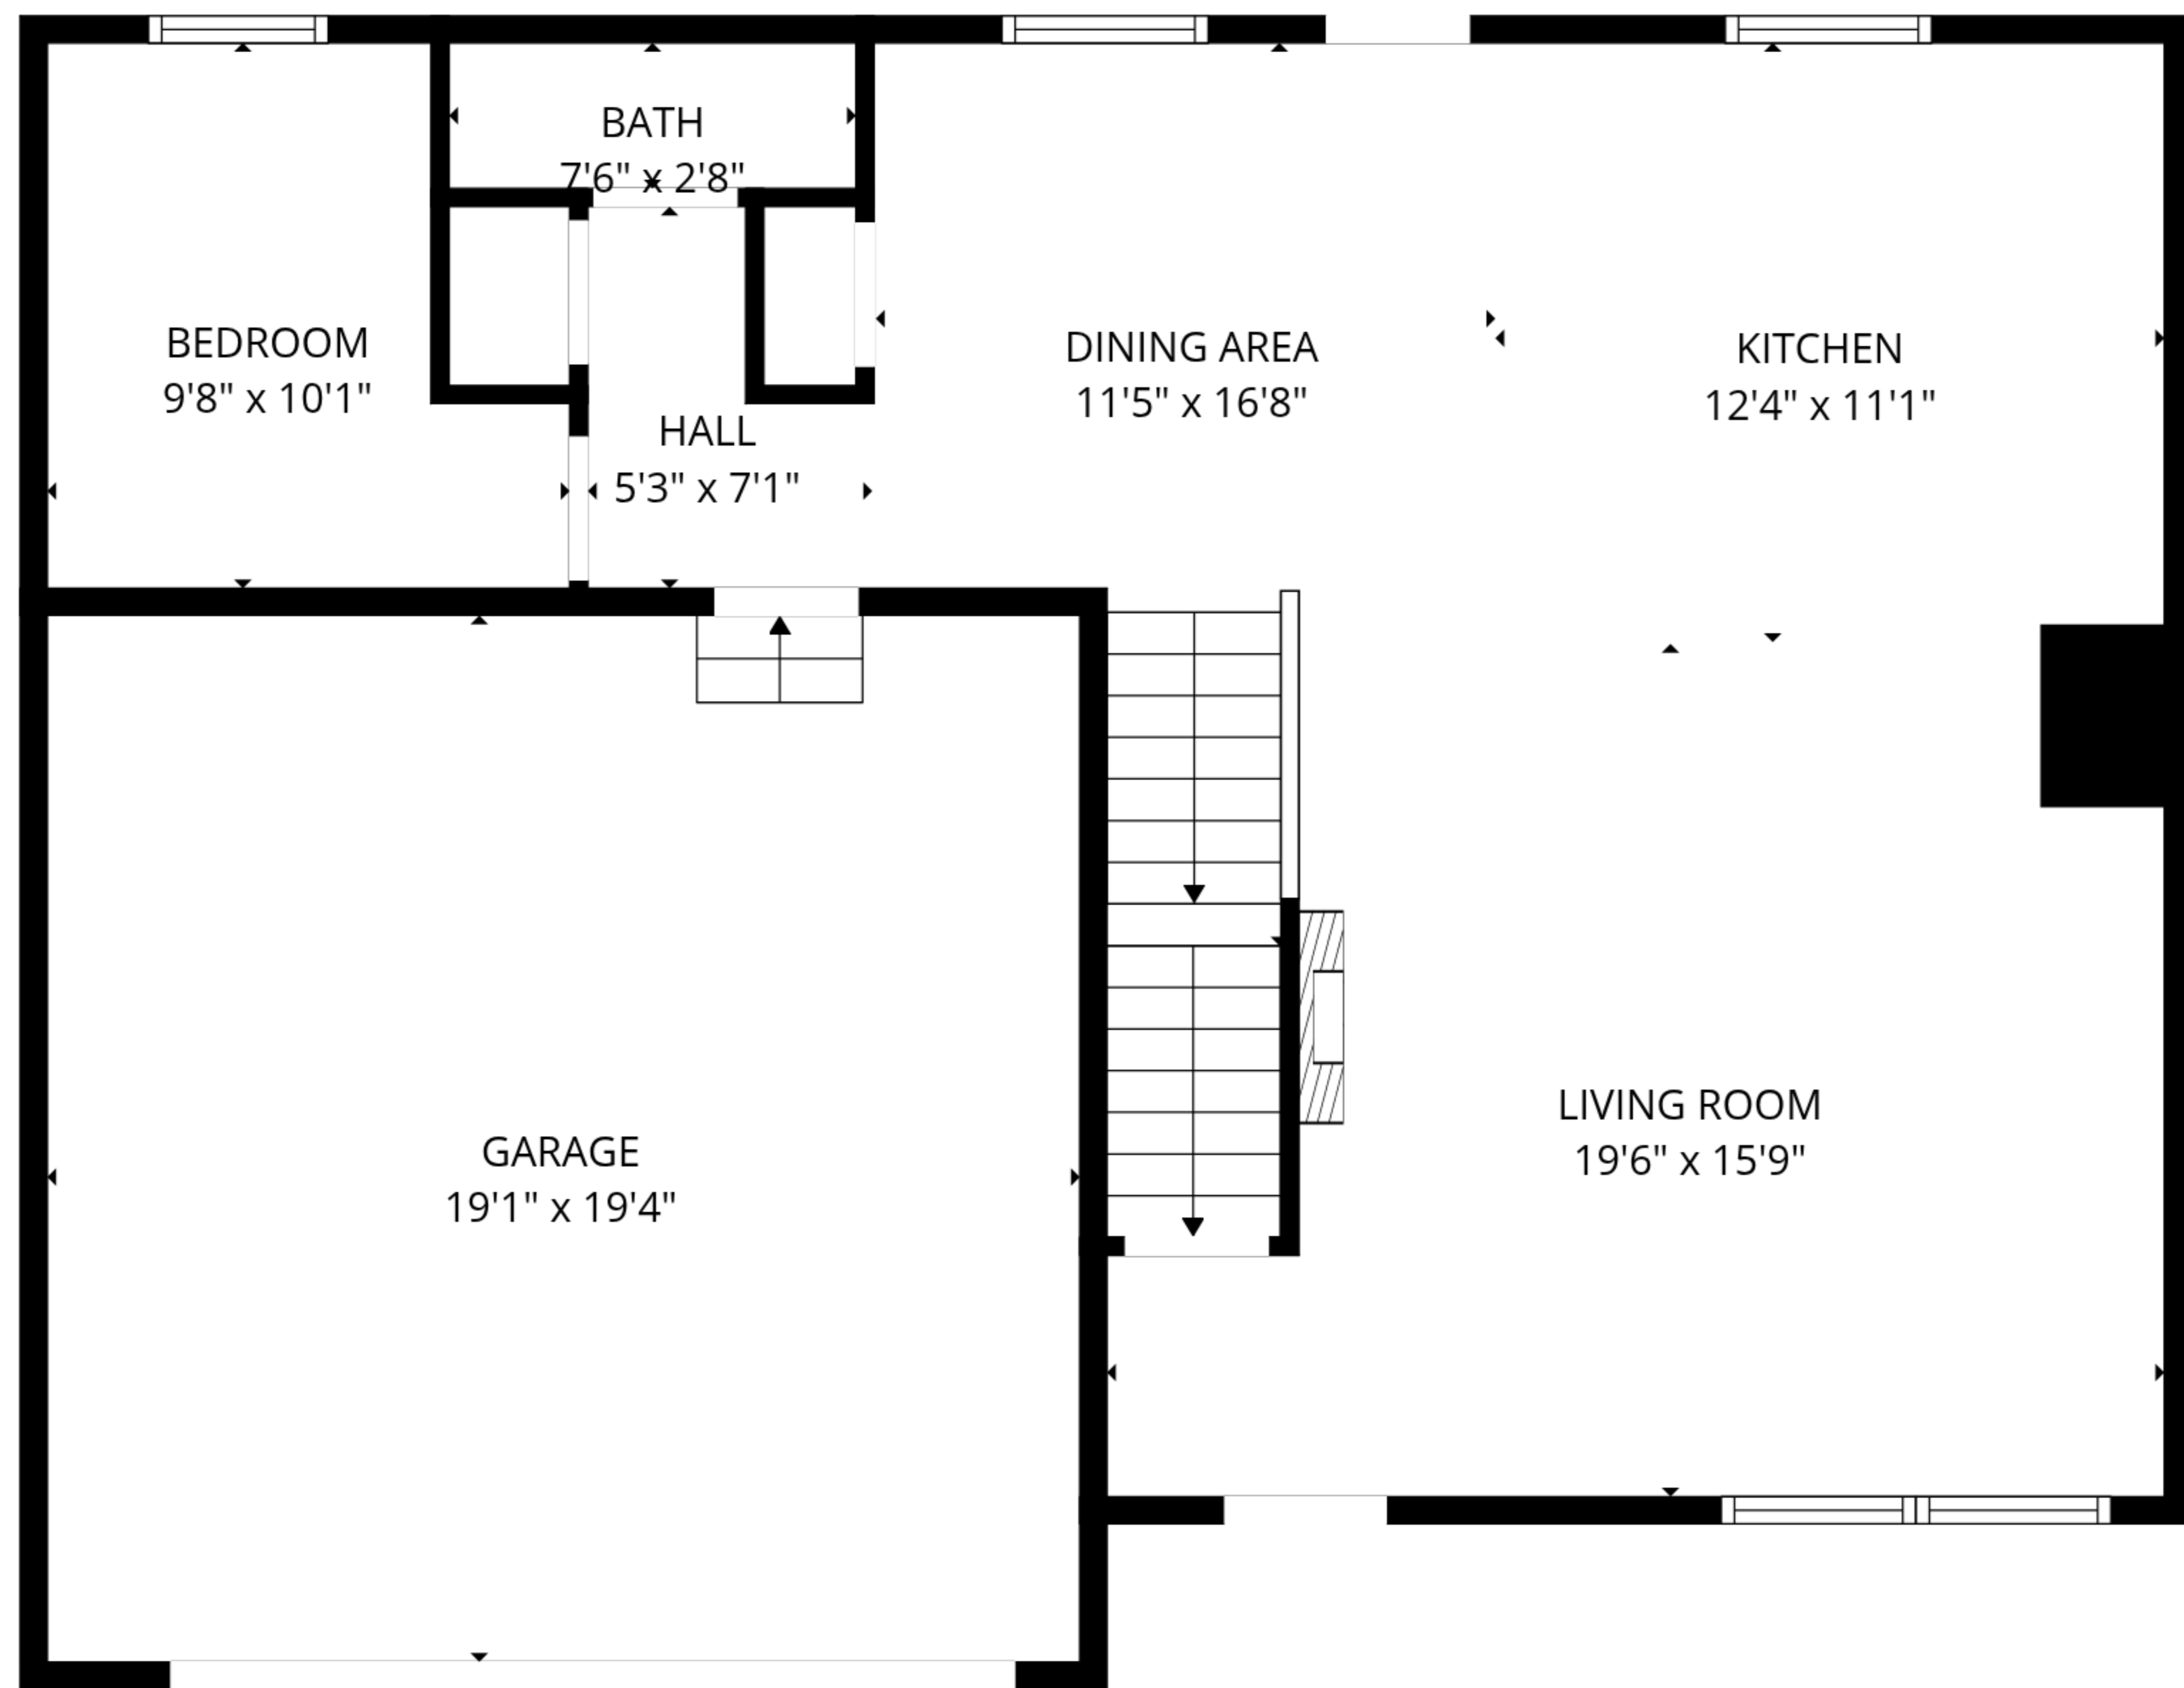 BATH
7'6" x 2'8"
BEDROOM
9'8" x 10'1"
DINING AREA
11'5" x 16'8"
KITCHEN
12'4" x 11'1"
HALL
5'3" x 7'1"
GARAGE
19'1" x 19'4"
LIVING ROOM
19'6" x 15'9"